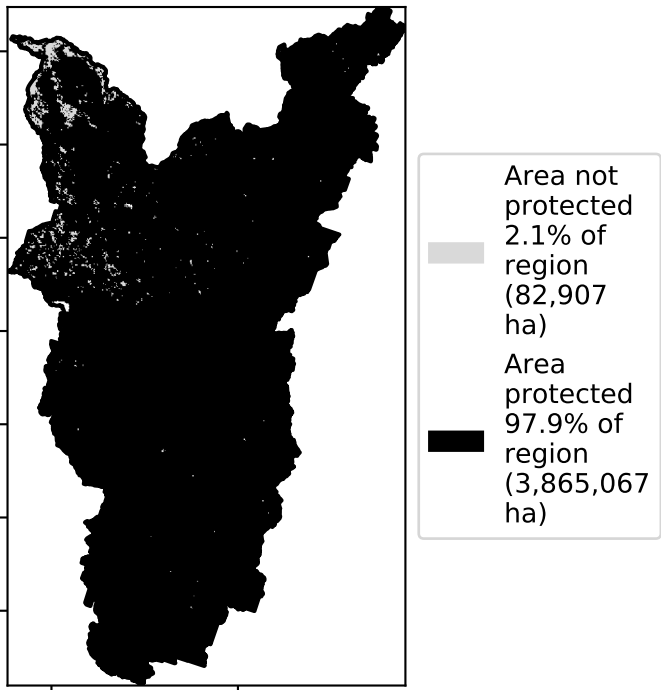 Area not
protected
2.1% of
region
(82,907
ha)
Area
protected
97.9% of
region
(3,865,067
ha)